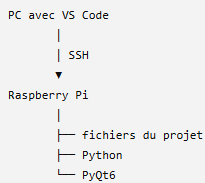 PC avec VS Code
│
│ SSH
▼
Raspberry Pi
│
├── fichiers du projet
├── Python
└── PyQt6